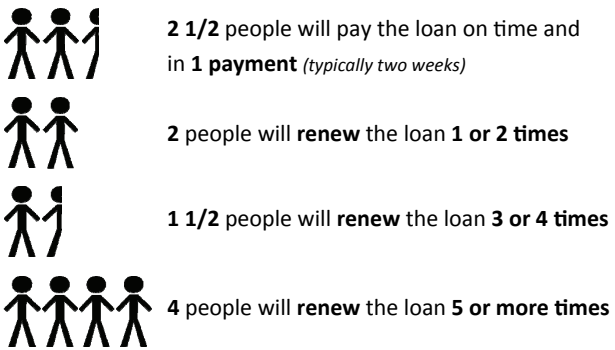 2 1/2 people will pay the loan on time and
in 1 payment (typically two weeks)
2 people will renew the loan 1 or 2 times
1 1/2 people will renew the loan 3 or 4 times
4 people will renew the loan 5 or more times